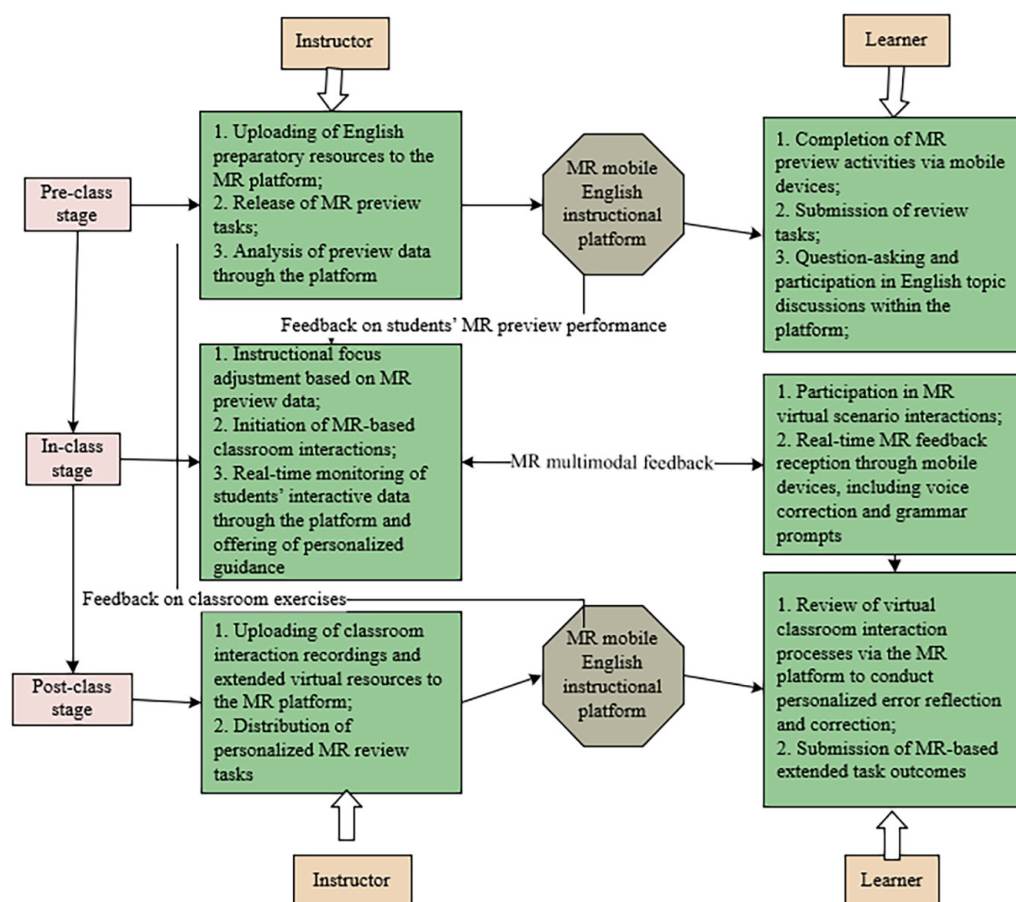 Instructor
Learner
Pre-class
stage
1. Uploading of English
preparatory resources to
the MR platform;
2. Release of MR preview
tasks;
3. Analysis of preview data
through the platform
MR mobile
English
instructional
platform
1. Completion of MR
preview activities via mobile
devices;
2. Submission of review
tasks;
3. Question-asking and
participation in English topic
discussions within the
platform;
Feedback on students’ MR preview performance
In-class
stage
1. Instructional focus
adjustment based on MR
preview data;
2. Initiation of MR-based
classroom interactions;
3. Real-time monitoring of
students’ interactive data
through the platform and
offering of personalized
guidance
MR multimodal feedback
1. Participation in MR
virtual scenario interactions;
2. Real-time MR feedback
reception through mobile
devices, including voice
correction and grammar
prompts
Feedback on classroom exercises
Post-class
stage
1. Uploading of classroom
interaction recordings and
extended virtual resources to
the MR platform;
2. Distribution of
personalized MR review
tasks
MR mobile
English
instructional
platform
1. Review of virtual
classroom interaction
processes via the MR
platform to conduct
personalized error reflection
and correction;
2. Submission of MR-based
extended task outcomes
Instructor
Learner